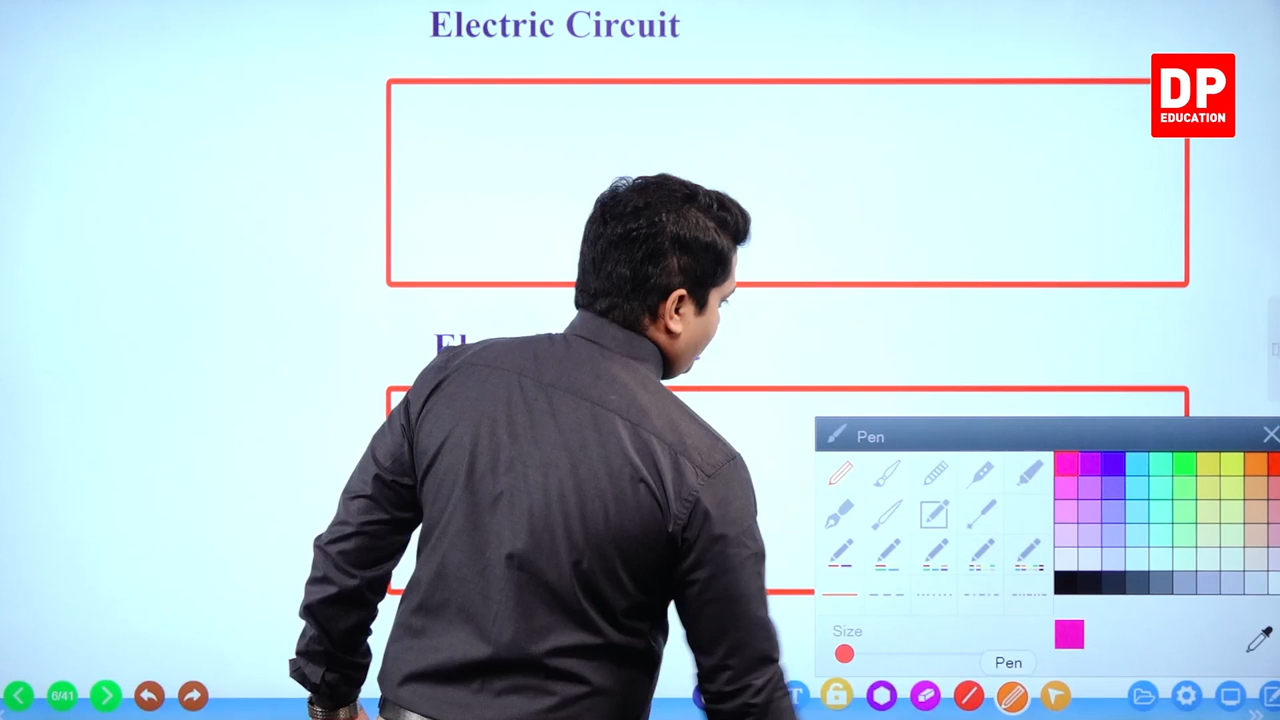 Electric Circuit
DP
EDUCATION
Pen
Size
Pen
6/41
T